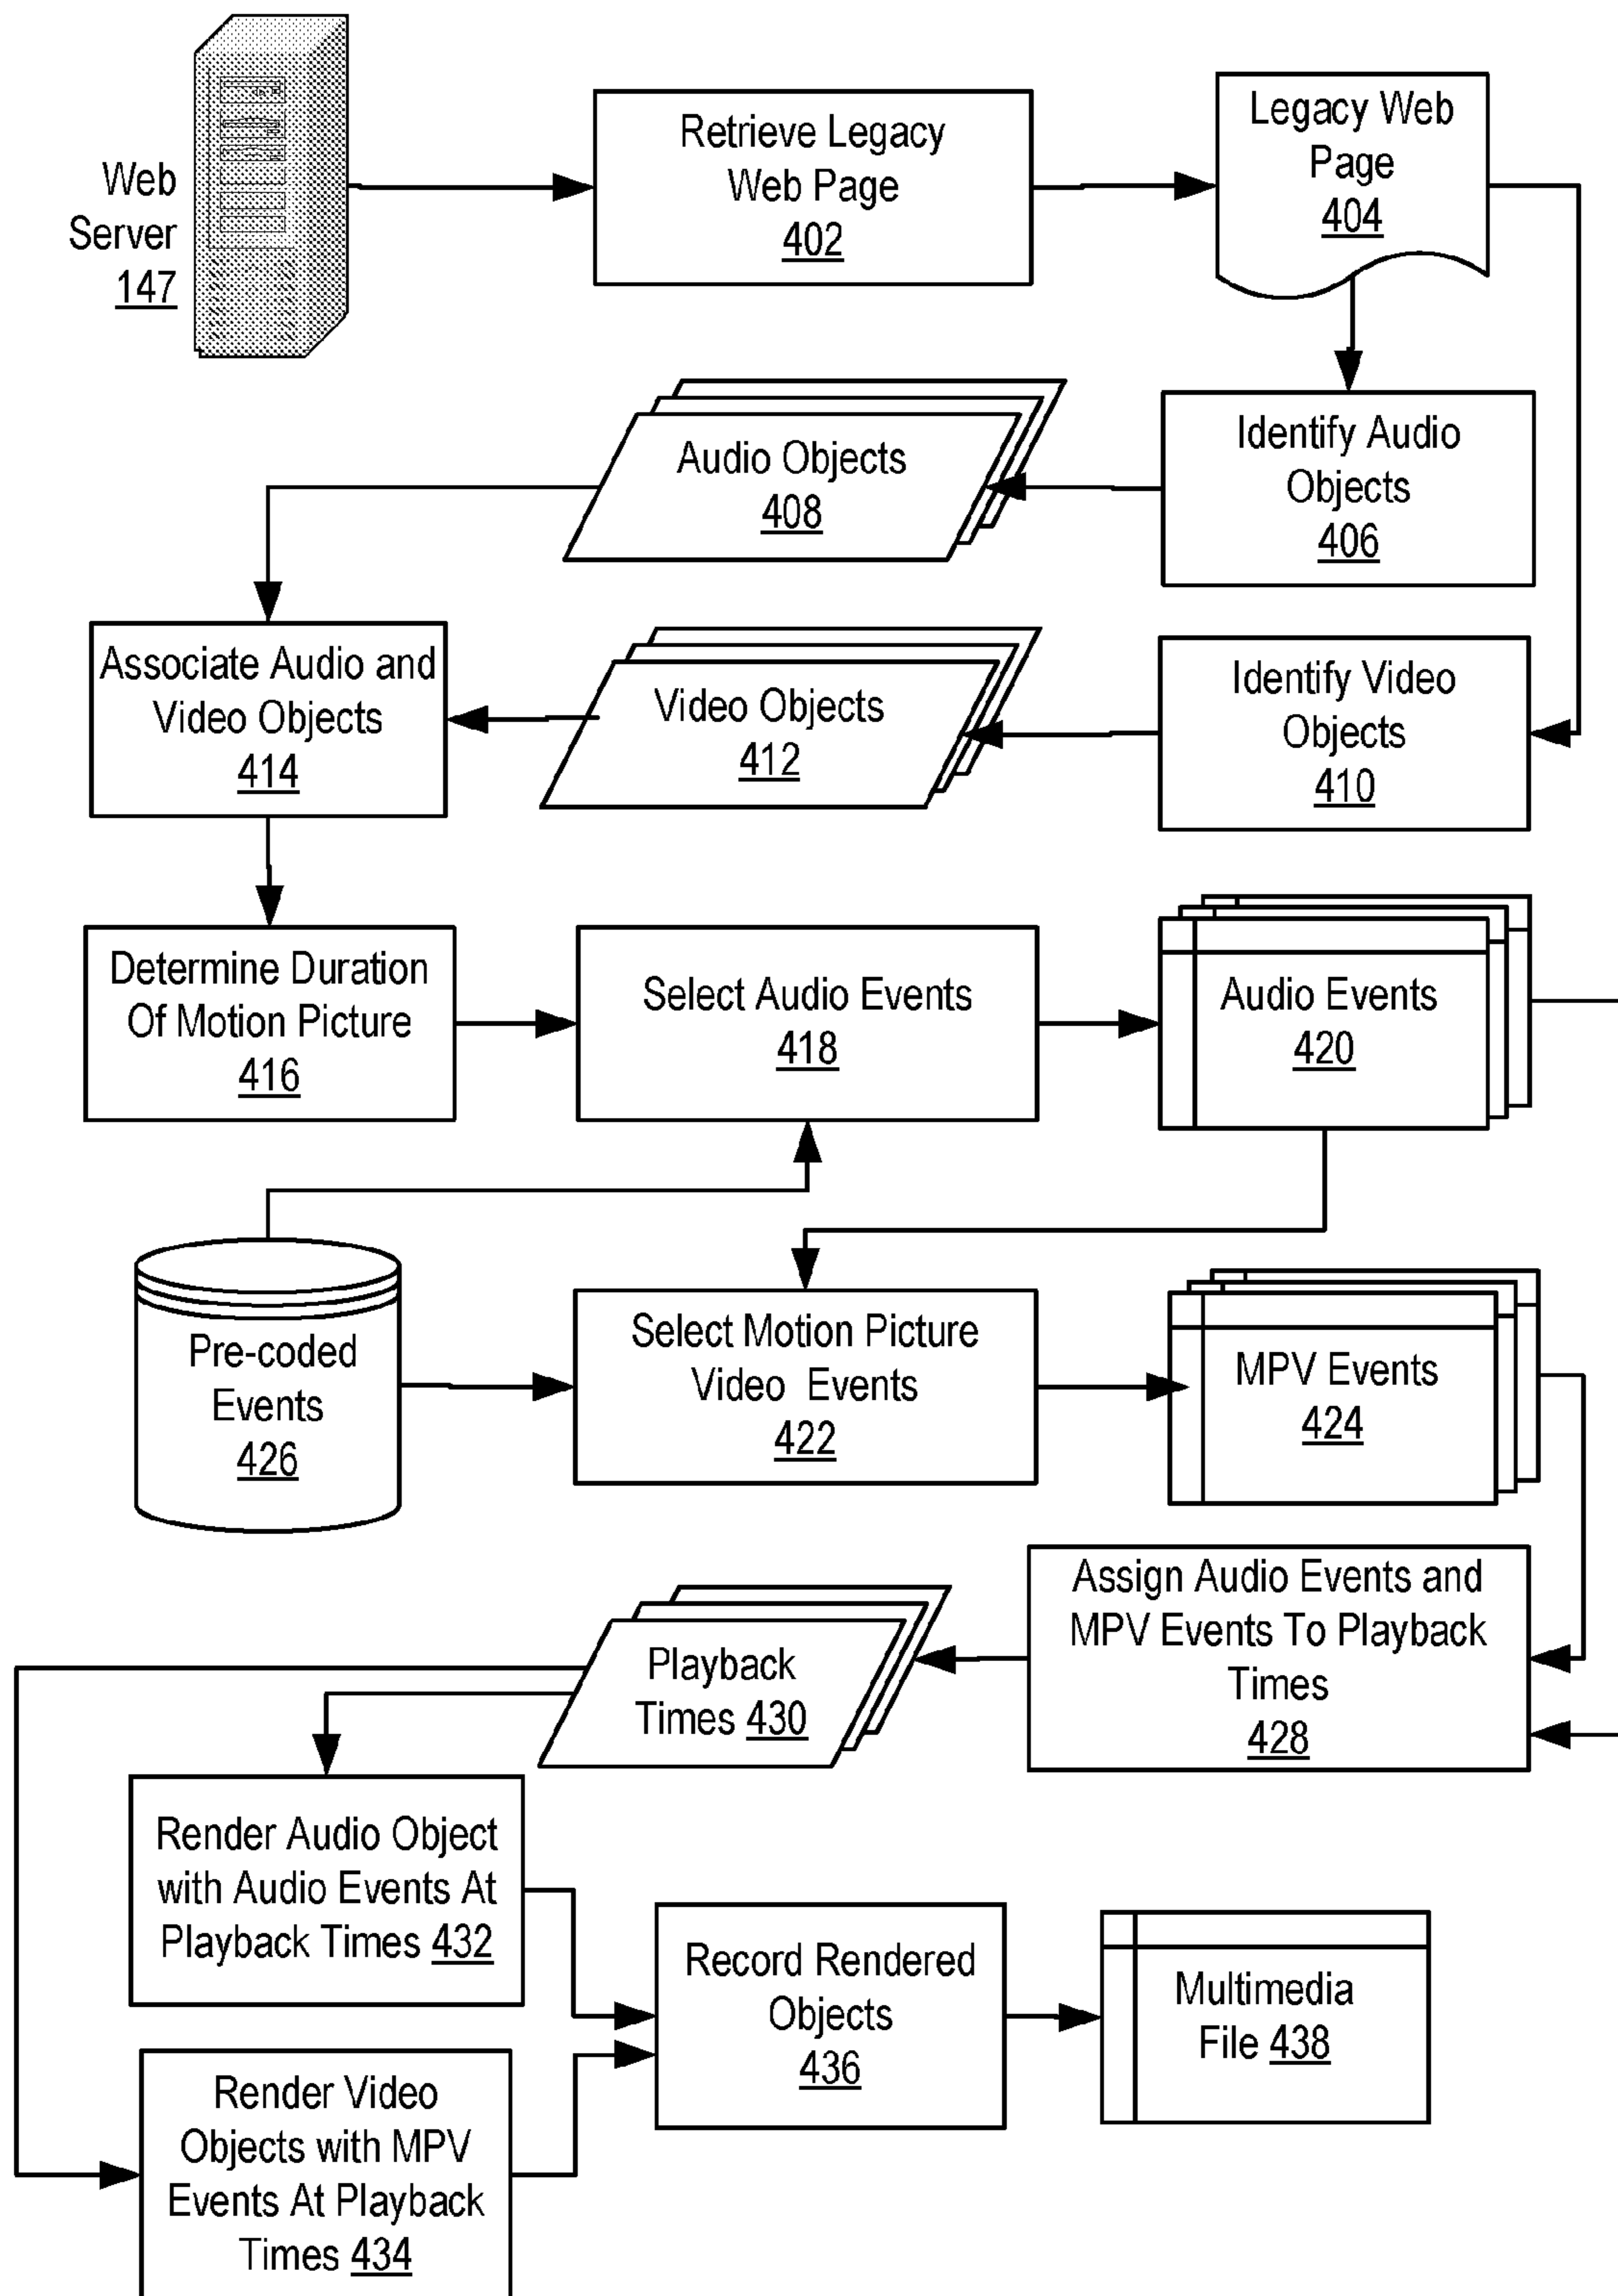 Web
Server
147
Retrieve Legacy
Web Page
402
Legacy Web
Page
404
Audio Objects
408
Identify Audio
Objects
406
Associate Audio and
Video Objects
414
Video Objects
412
Identify Video
Objects
410
Determine Duration
Of Motion Picture
416
Select Audio Events
418
Audio Events
420
Pre-coded
Events
426
Select Motion Picture
Video Events
422
MPV Events
424
Assign Audio Events and
MPV Events To Playback
Times
428
Playback
Times 430
Render Audio Object
with Audio Events At
Playback Times 432
Record Rendered
Objects
436
Multimedia
File 438
Render Video
Objects with MPV
Events At Playback
Times 434